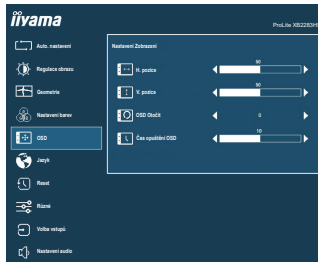 iiyama
ProLite XB2283H
Auto. nastavení
Regulace obrazu
Geometrie
Nastavení barev
OSD
Jazyk
Reset
Různé
Volba vstupů
Nastavení audio
Nastavení Zobrazení
H. pozice
50
V. pozice
50
OSD Otočit
0
Čas opuštění OSD
10